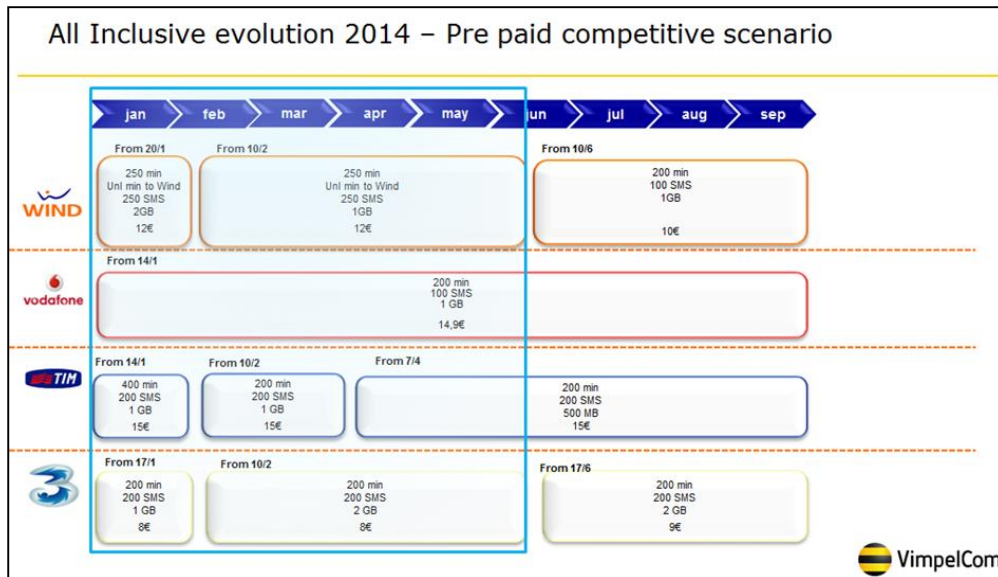 All Inclusive evolution 2014 – Pre paid competitive scenario
jan feb mar apr may jun jul aug sep
From 20/1
250 min
Unl min to Wind
250 SMS
2GB
12€
From 10/2
250 min
Unl min to Wind
250 SMS
1GB
12€
From 10/6
200 min
100 SMS
1GB
10€
WIND
From 14/1
200 min
100 SMS
1 GB
14,9€
vodafone
From 14/1
400 min
200 SMS
1 GB
15€
From 10/2
200 min
200 SMS
1 GB
15€
From 7/4
200 min
200 SMS
500 MB
15€
TIM
From 17/1
200 min
200 SMS
1 GB
8€
From 10/2
200 min
200 SMS
2 GB
8€
From 17/6
200 min
200 SMS
2 GB
9€
3
VimpelCom